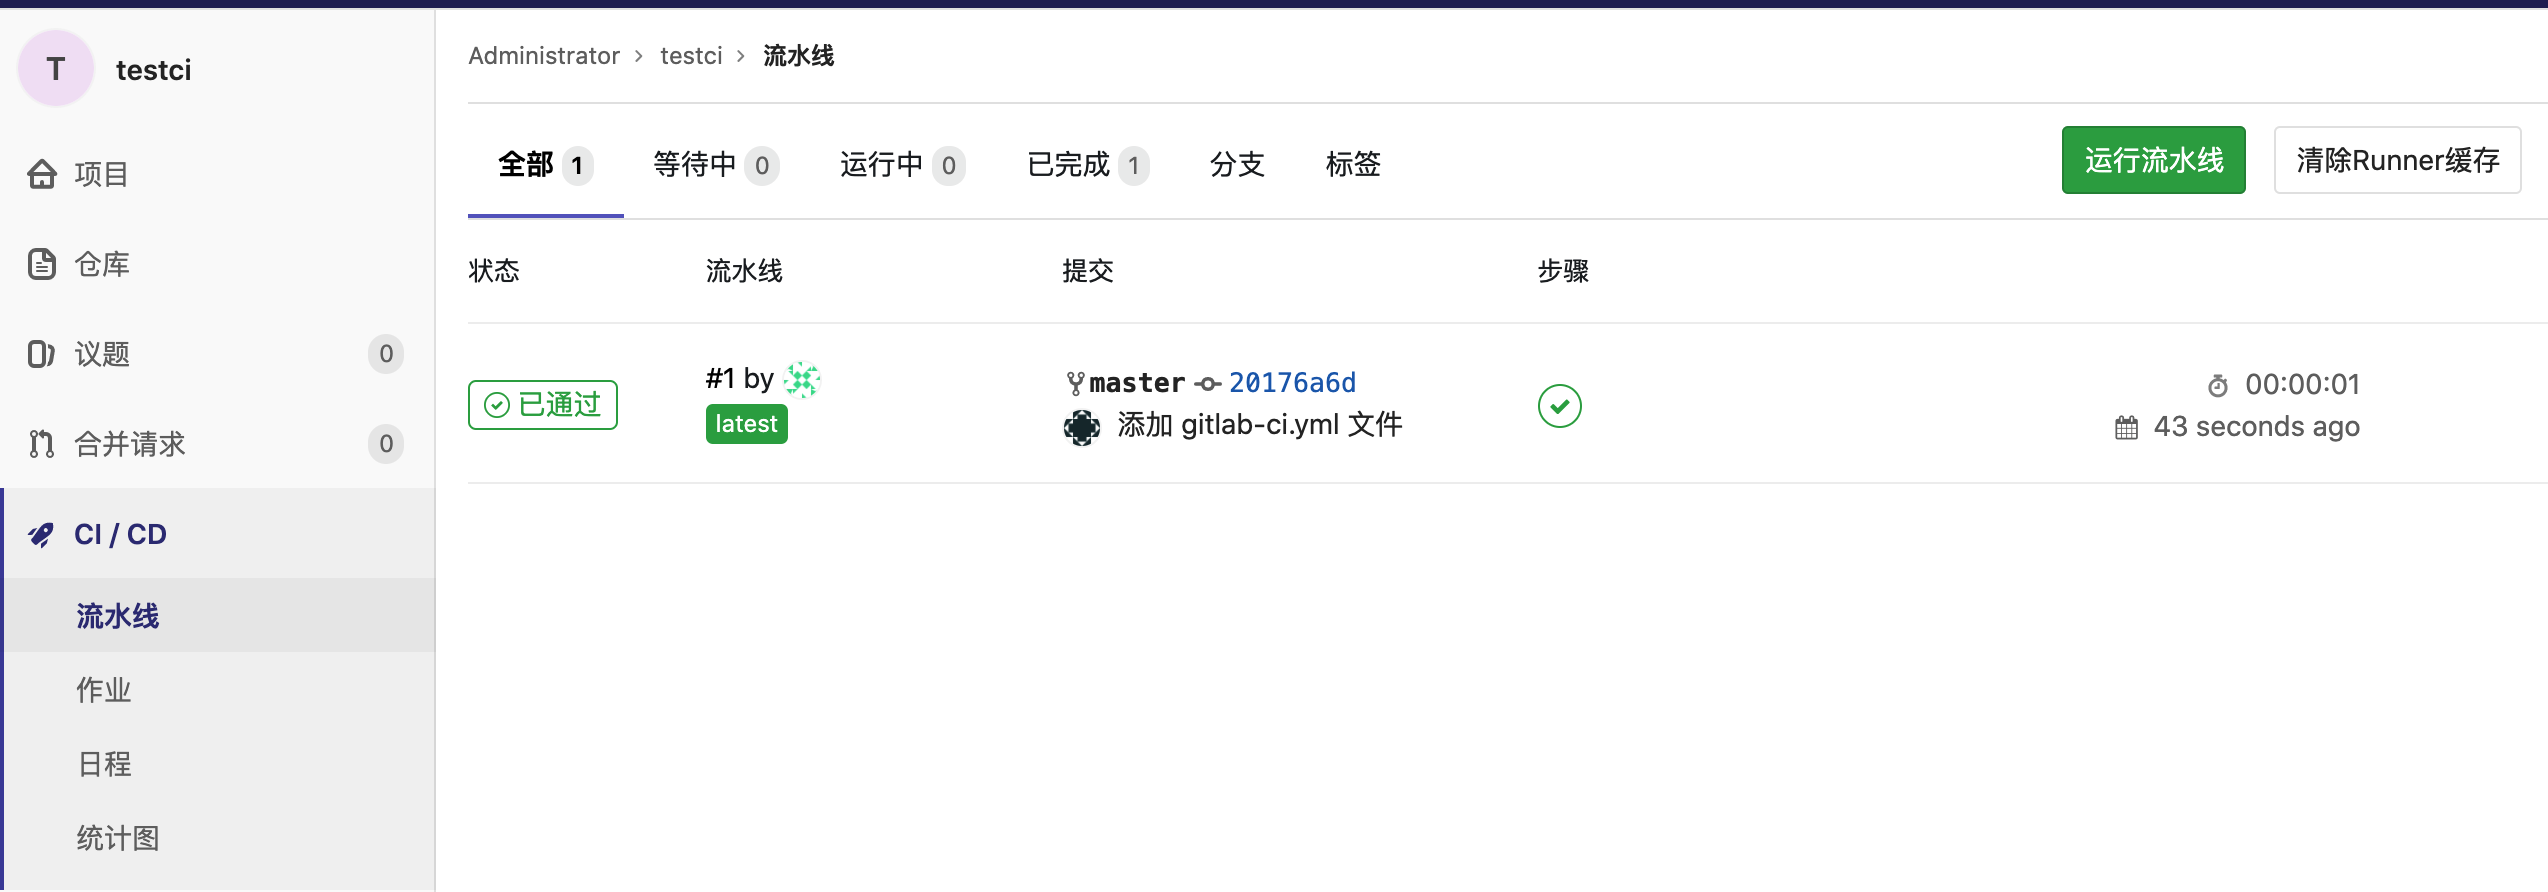 T testci
项目
仓库
议题 0
合并请求 0
CI / CD
流水线
作业
日程
统计图
Administrator › testci › 流水线
全部 1 等待中 0 运行中 0 已完成 1 分支 标签 运行流水线 清除Runner缓存
状态 流水线 提交 步骤
已通过
#1 by
latest
master 20176a6d
添加 gitlab-ci.yml 文件
00:00:01
43 seconds ago